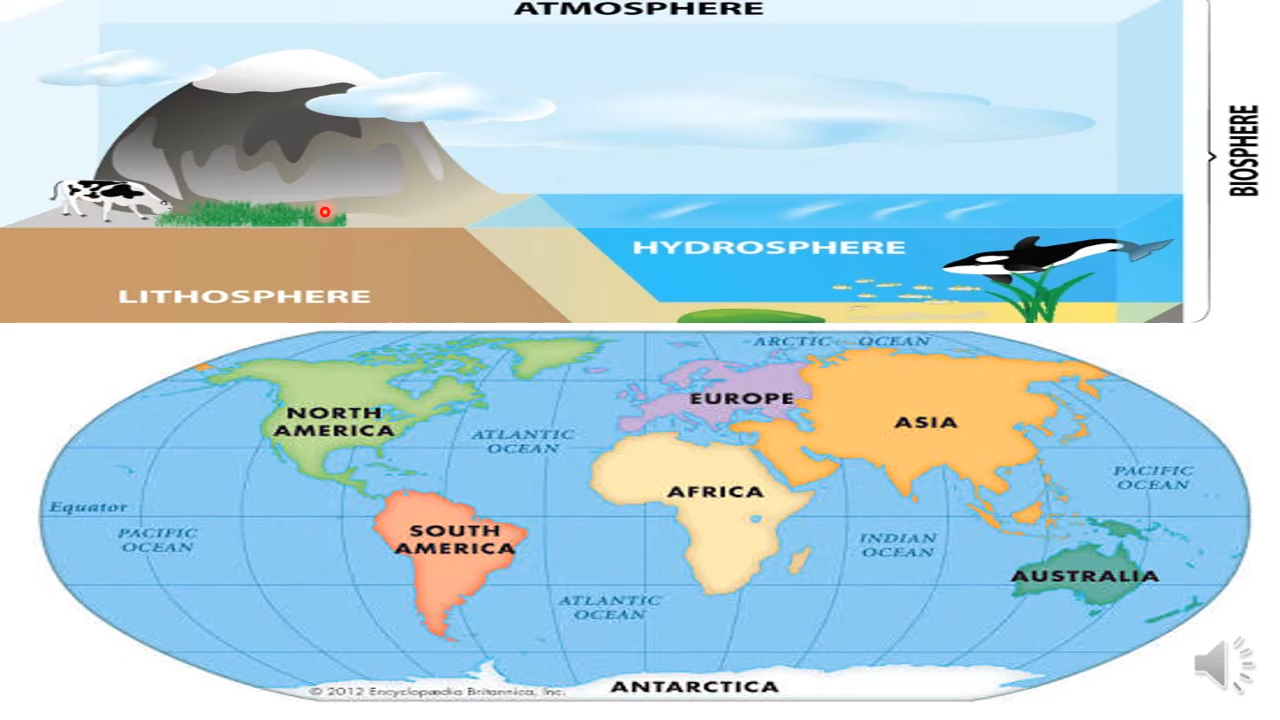 ATMOSPHERE
BIOSPHERE
HYDROSPHERE
LITHOSPHERE
ARCTIC OCEAN
NORTH
AMERICA
EUROPE
ASIA
ATLANTIC
OCEAN
PACIFIC
OCEAN
AFRICA
Equator
PACIFIC
OCEAN
SOUTH
AMERICA
INDIAN
OCEAN
AUSTRALIA
ATLANTIC
OCEAN
ANTARCTICA
© 2012 Encyclopædia Britannica, Inc.